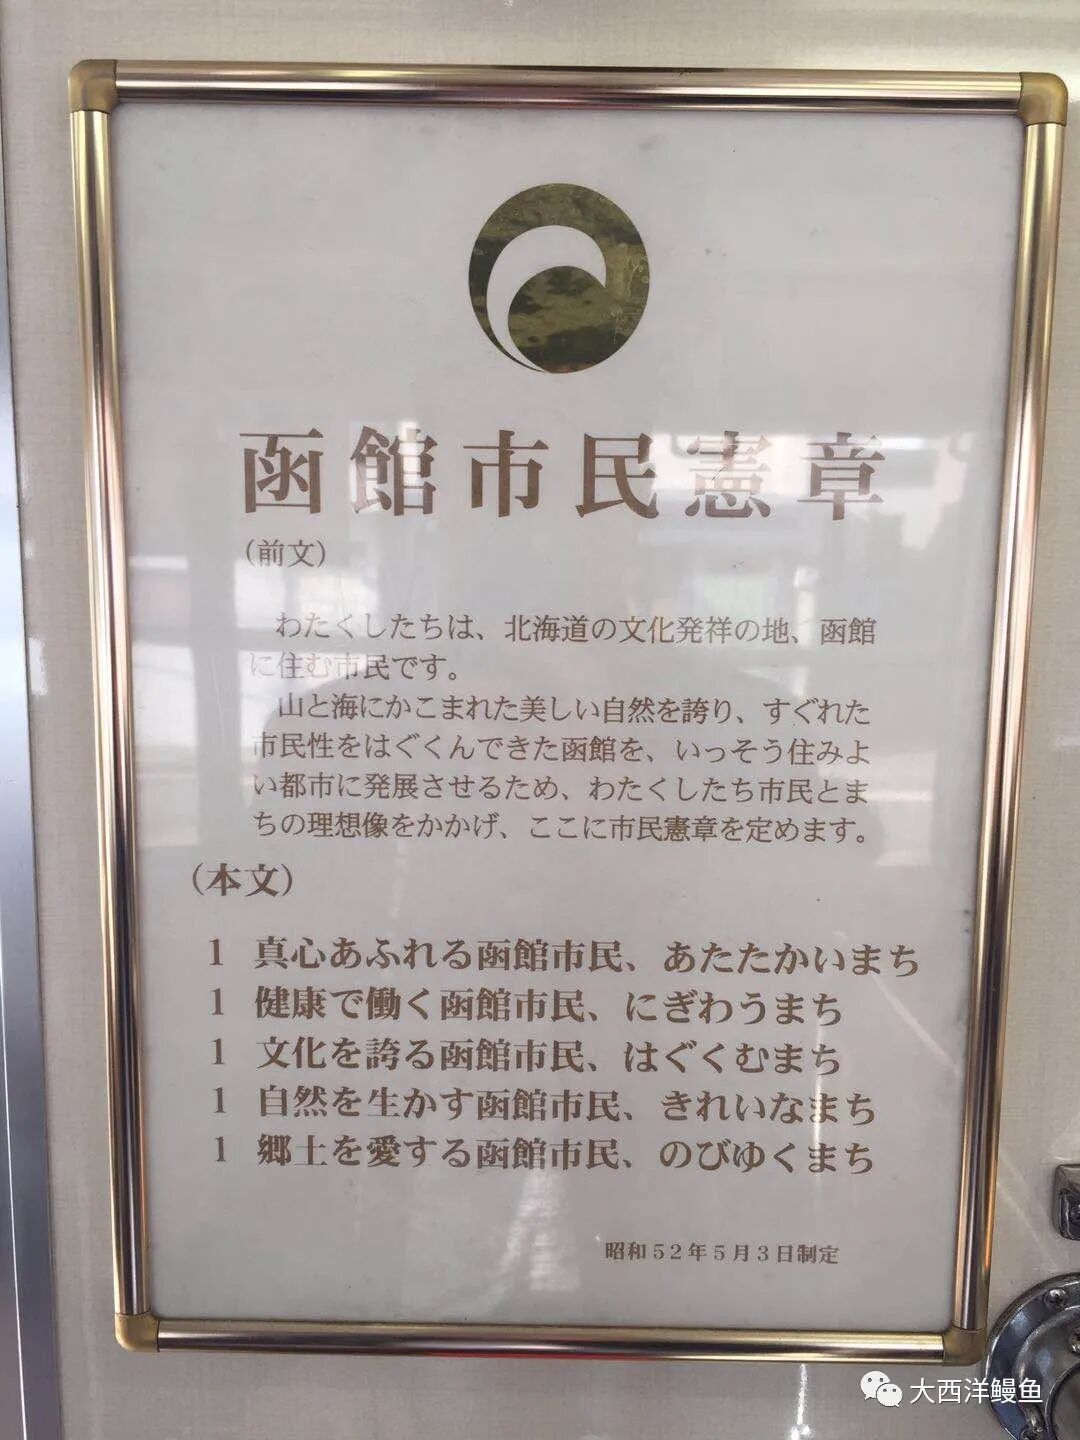 函館市民憲章
(前文)
わたくしたちは、北海道の文化発祥の地、函館
に住む市民です。
山と海にかこまれた美しい自然を誇り、すぐれた
市民性をはぐくんできた函館を、いっそう住みよ
い都市に発展させるため、わたくしたち市民とま
ちの理想像をかかげ、ここに市民憲章を定めます。
(本文)
1 真心あふれる函館市民、あたたかいまち
1 健康で働く函館市民、にぎわうまち
1 文化を誇る函館市民、はぐくむまち
1 自然を生かす函館市民、きれいなまち
1 郷土を愛する函館市民、のびゆくまち
昭和52年5月3日制定
大西洋鳗鱼